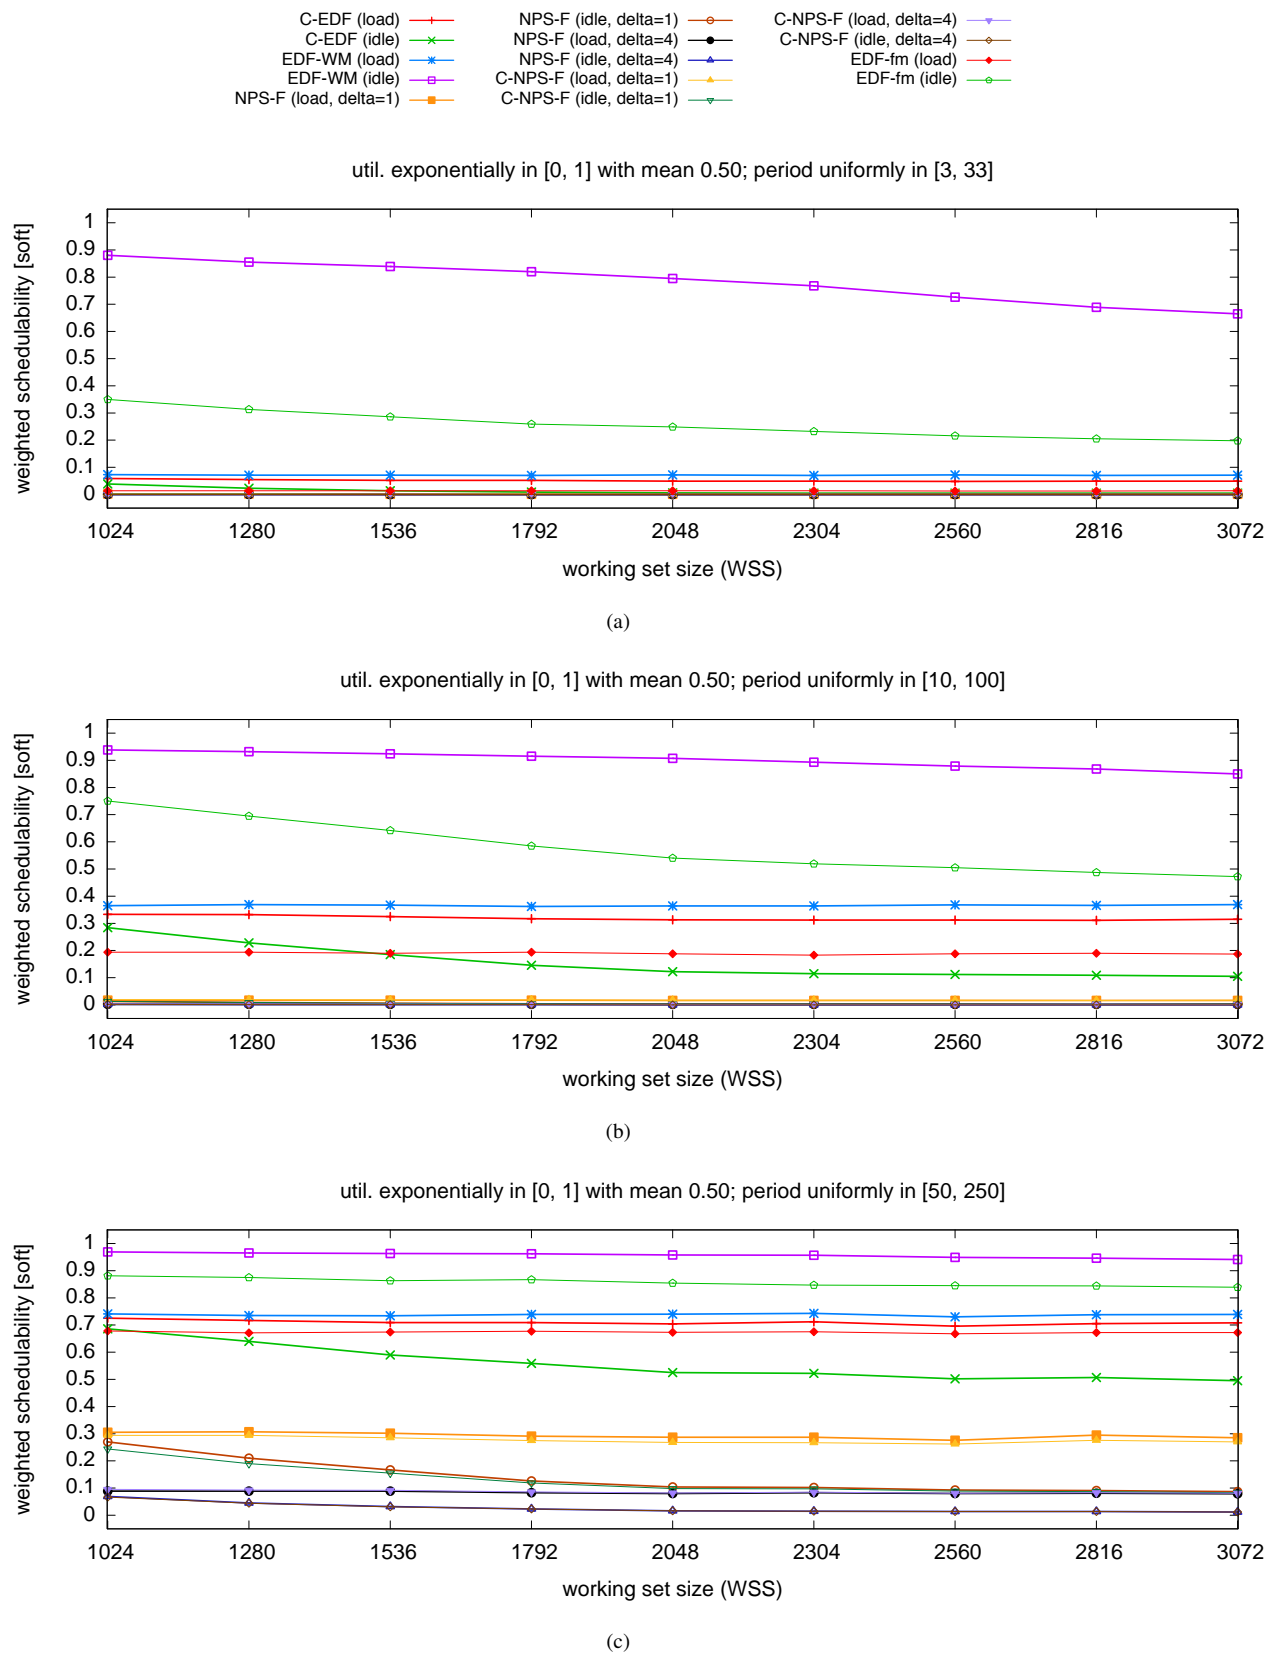 C-EDF (load)
C-EDF (idle)
EDF-WM (load)
EDF-WM (idle)
NPS-F (load, delta=1)
NPS-F (idle, delta=1)
NPS-F (load, delta=4)
NPS-F (idle, delta=4)
C-NPS-F (load, delta=1)
C-NPS-F (idle, delta=1)
C-NPS-F (load, delta=4)
C-NPS-F (idle, delta=4)
EDF-fm (load)
EDF-fm (idle)
util. exponentially in [0, 1] with mean 0.50; period uniformly in [3, 33]
weighted schedulability [soft]
1
0.9
0.8
0.7
0.6
0.5
0.4
0.3
0.2
0.1
0
1024 1280 1536 1792 2048 2304 2560 2816 3072
working set size (WSS)
(a)
util. exponentially in [0, 1] with mean 0.50; period uniformly in [10, 100]
weighted schedulability [soft]
1
0.9
0.8
0.7
0.6
0.5
0.4
0.3
0.2
0.1
0
1024 1280 1536 1792 2048 2304 2560 2816 3072
working set size (WSS)
(b)
util. exponentially in [0, 1] with mean 0.50; period uniformly in [50, 250]
weighted schedulability [soft]
1
0.9
0.8
0.7
0.6
0.5
0.4
0.3
0.2
0.1
0
1024 1280 1536 1792 2048 2304 2560 2816 3072
working set size (WSS)
(c)